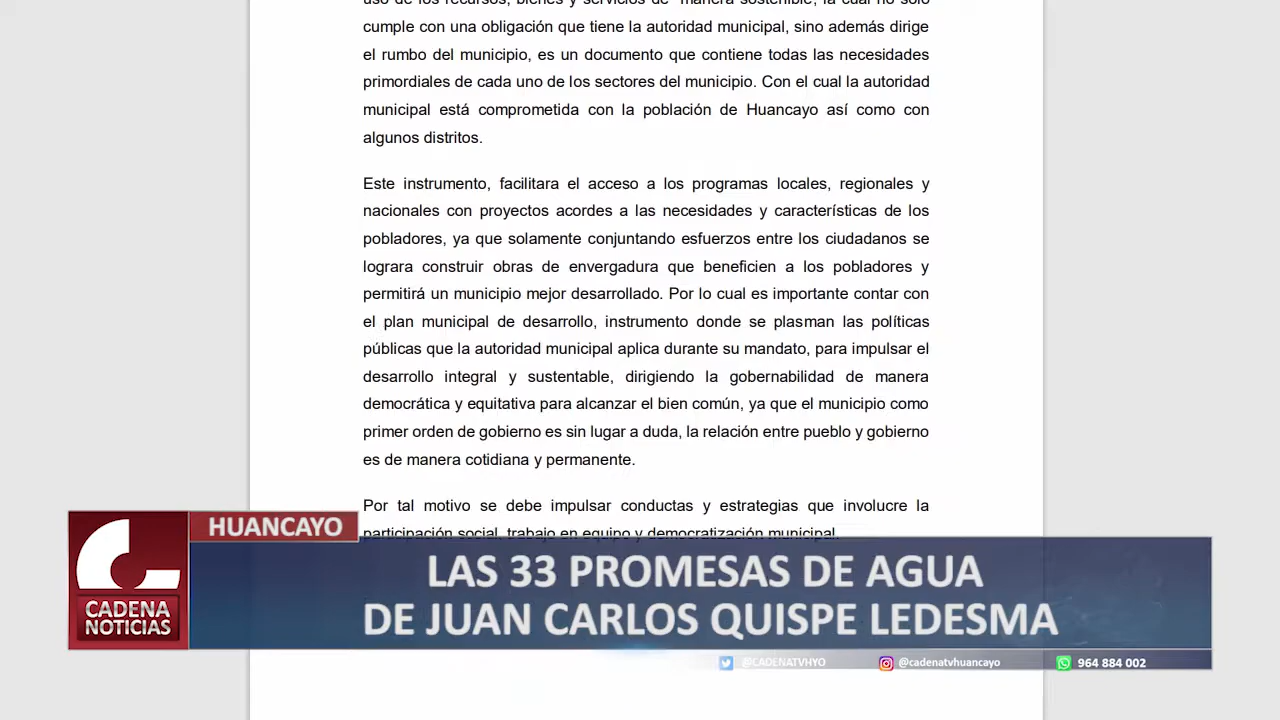 uso de los recursos, bienes y servicios de manera sostenible, la cual no solo
cumple con una obligación que tiene la autoridad municipal, sino además dirige
el rumbo del municipio, es un documento que contiene todas las necesidades
primordiales de cada uno de los sectores del municipio. Con el cual la autoridad
municipal está comprometida con la población de Huancayo así como con
algunos distritos.
Este instrumento, facilitara el acceso a los programas locales, regionales y
nacionales con proyectos acordes a las necesidades y características de los
pobladores, ya que solamente conjuntando esfuerzos entre los ciudadanos se
lograra construir obras de envergadura que beneficien a los pobladores y
permitirá un municipio mejor desarrollado. Por lo cual es importante contar con
el plan municipal de desarrollo, instrumento donde se plasman las políticas
públicas que la autoridad municipal aplica durante su mandato, para impulsar el
desarrollo integral y sustentable, dirigiendo la gobernabilidad de manera
democrática y equitativa para alcanzar el bien común, ya que el municipio como
primer orden de gobierno es sin lugar a duda, la relación entre pueblo y gobierno
es de manera cotidiana y permanente.
Por tal motivo se debe impulsar conductas y estrategias que involucre la
participación social, trabajo en equipo y democratización municipal.
HUANCAYO
LAS 33 PROMESAS DE AGUA
DE JUAN CARLOS QUISPE LEDESMA
CADENA
NOTICIAS
@CADENATVHYO
@cadenatvhuancayo
964 884 002